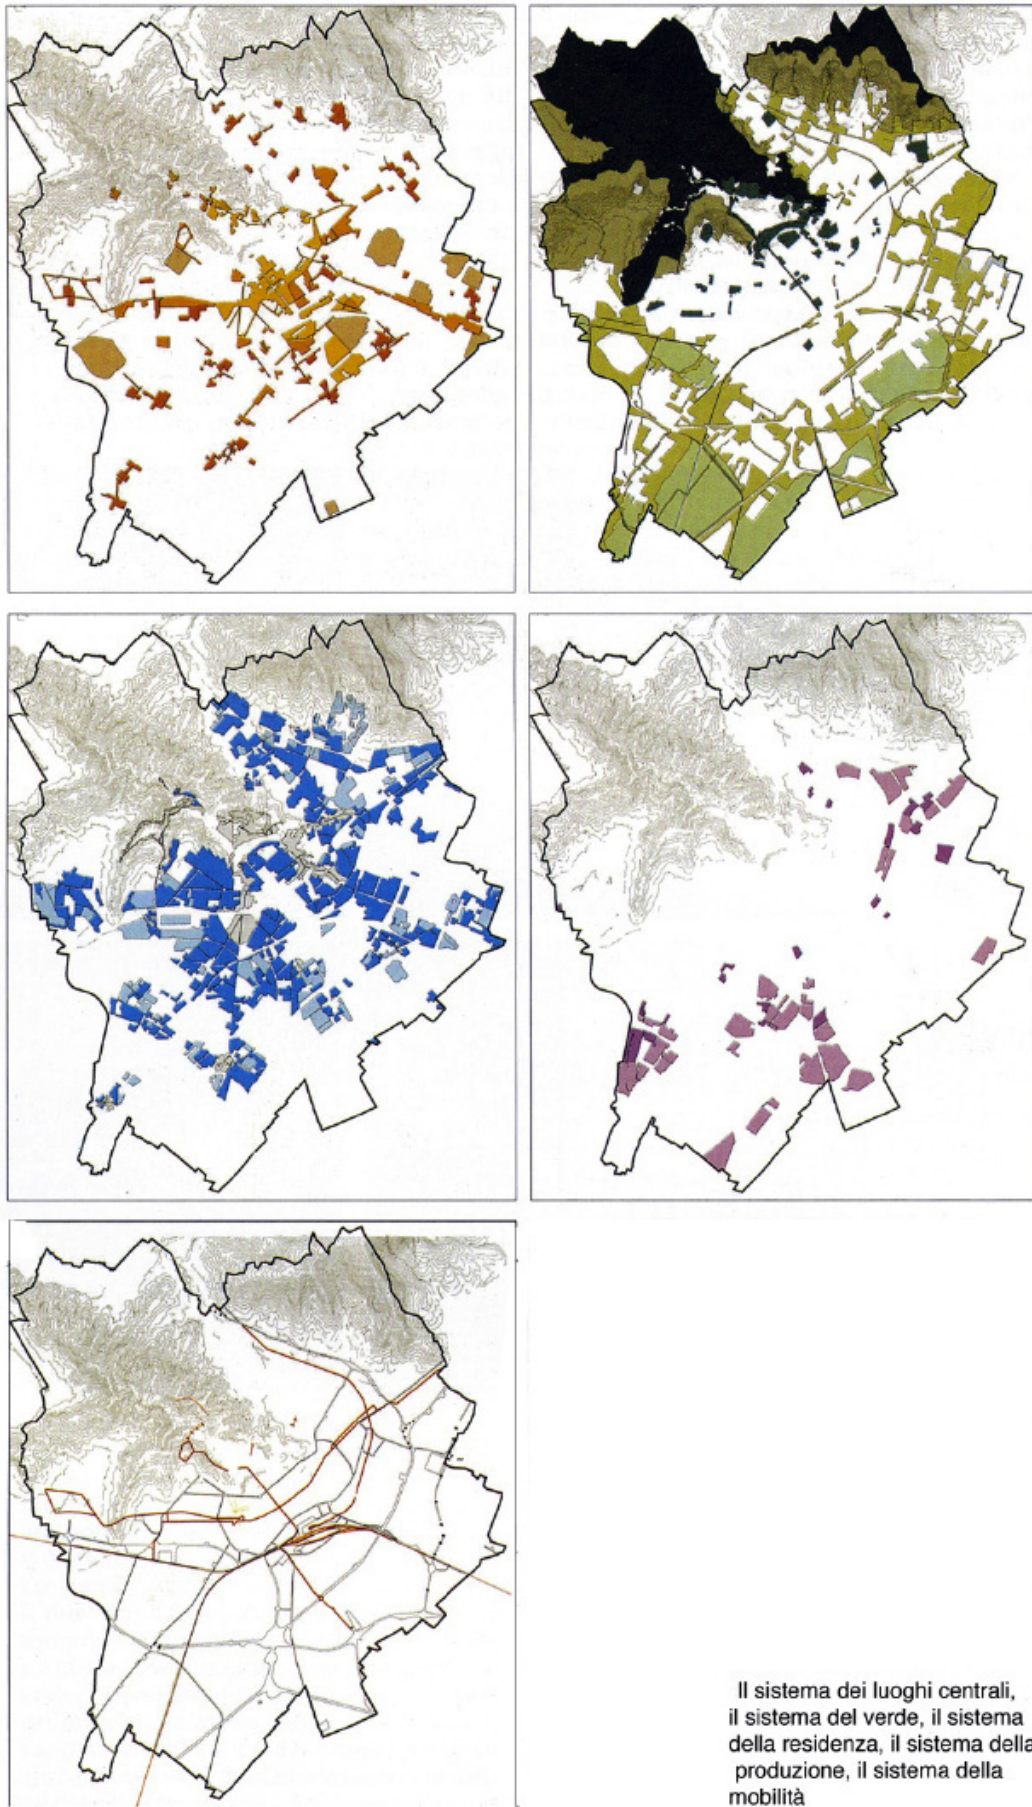 Il sistema dei luoghi centrali,
il sistema del verde, il sistema
della residenza, il sistema della
produzione, il sistema della
mobilità